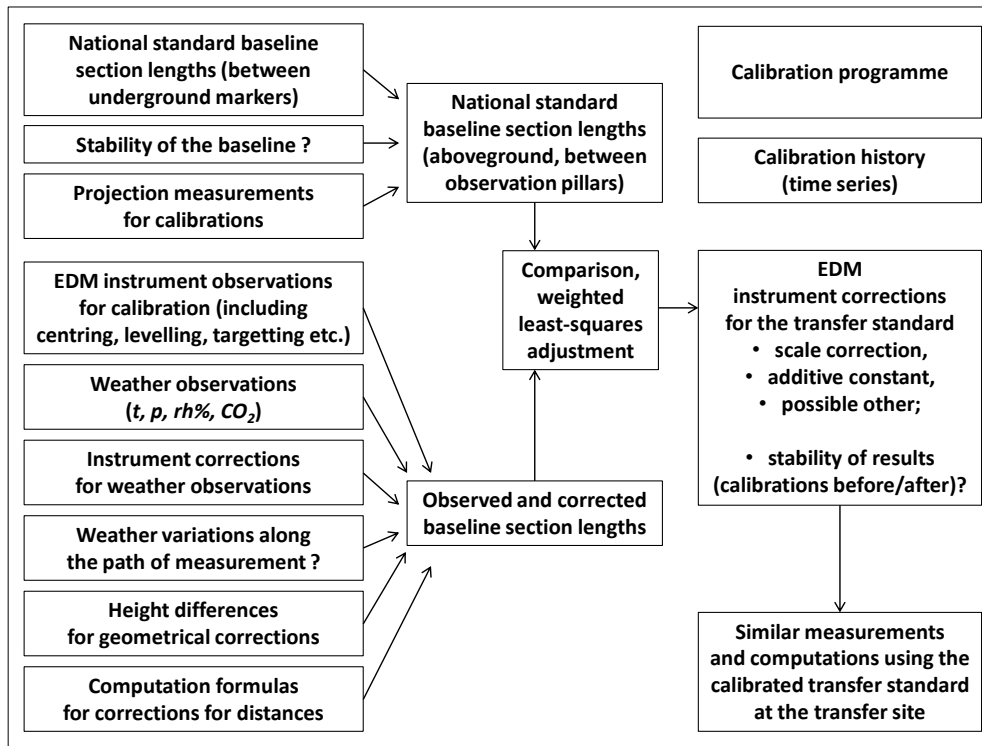 National standard baseline
section lengths (between
underground markers)
Stability of the baseline ?
Projection measurements
for calibrations
National standard
baseline section lengths
(aboveground, between
observation pillars)
Calibration programme
Calibration history
(time series)
EDM instrument observations
for calibration (including
centring, levelling, targetting etc.)
Weather observations
(t, p, rh%, CO₂)
Instrument corrections
for weather observations
Weather variations along
the path of measurement ?
Height differences
for geometrical corrections
Computation formulas
for corrections for distances
Comparison,
weighted
least-squares
adjustment
Observed and corrected
baseline section lengths
EDM
instrument corrections
for the transfer standard
• scale correction,
• additive constant,
• possible other;
• stability of results
(calibrations before/after)?
Similar measurements
and computations using the
calibrated transfer standard
at the transfer site